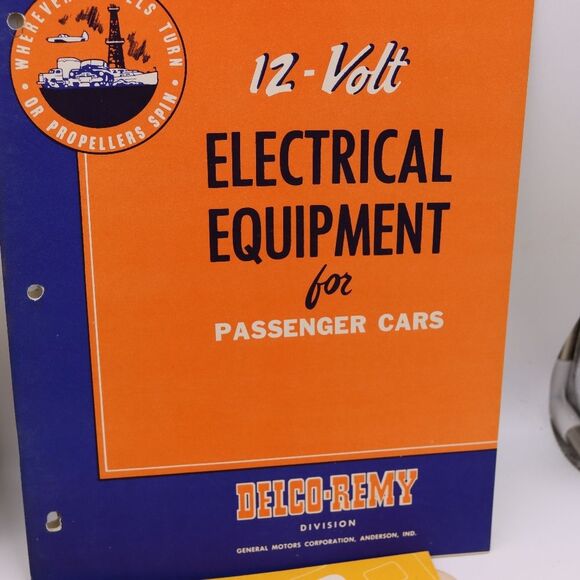 WHEREVER WHEELS TURN
OR PROPELLERS SPIN
12-Volt
ELECTRICAL
EQUIPMENT
for
PASSENGER CARS
DELCO-REMY
DIVISION
GENERAL MOTORS CORPORATION, ANDERSON, IND.